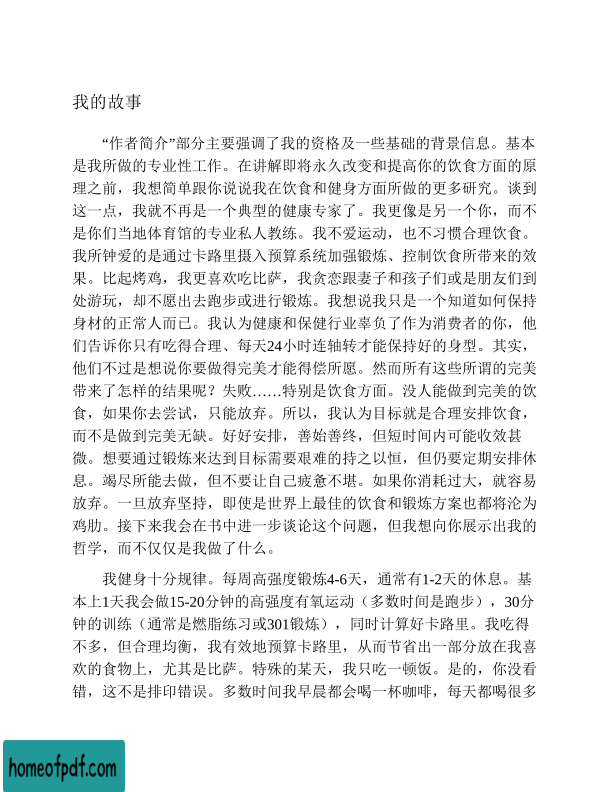 我的故事
“作者简介”部分主要强调了我的资格及一些基础的背景信息。基本
是我所做的专业性工作。在讲解即将永久改变和提高你的饮食方面的原
理之前，我想简单跟你说说我在饮食和健身方面所做的更多研究。谈到
这一点，我就不再是一个典型的健康专家了。我更像是另一个你，而不
是你们当地体育馆的专业私人教练。我不爱运动，也不习惯合理饮食。
我所钟爱的是通过卡路里摄入预算系统加强锻炼、控制饮食所带来的效
果。比起烤鸡，我更喜欢吃比萨，我贪恋跟妻子和孩子们或是朋友们到
处游玩，却不愿出去跑步或进行锻炼。我想说我只是一个知道如何保持
身材的正常人而已。我认为健康和保健行业辜负了作为消费者的你，他
们告诉你只有吃得合理、每天24小时连轴转才能保持好的身型。其实，
他们不过是想说你要做得完美才能得偿所愿。然而所有这些所谓的完美
带来了怎样的结果呢？失败……特别是饮食方面。没人能做到完美的饮
食，如果你去尝试，只能放弃。所以，我认为目标就是合理安排饮食，
而不是做到完美无缺。好好安排，善始善终，但短时间内可能收效甚
微。想要通过锻炼来达到目标需要艰难的持之以恒，但仍要定期安排休
息。竭尽所能去做，但不要让自己疲惫不堪。如果你消耗过大，就容易
放弃。一旦放弃坚持，即使是世界上最佳的饮食和锻炼方案也都将沦为
鸡肋。接下来我会在书中进一步谈论这个问题，但我想向你展示出我的
哲学，而不仅仅是我做了什么。
我健身十分规律。每周高强度锻炼4-6天，通常有1-2天的休息。基
本上1天我会做15-20分钟的高强度有氧运动（多数时间是跑步），30分
钟的训练（通常是燃脂练习或301锻炼），同时计算好卡路里。我吃得
不多，但合理均衡，我有效地预算卡路里，从而节省出一部分放在我喜
欢的食物上，尤其是比萨。特殊的某天，我只吃一顿饭。是的，你没看
错，这不是排印错误。多数时间我早晨都会喝一杯咖啡，每天都喝很多
homeofpdf.com